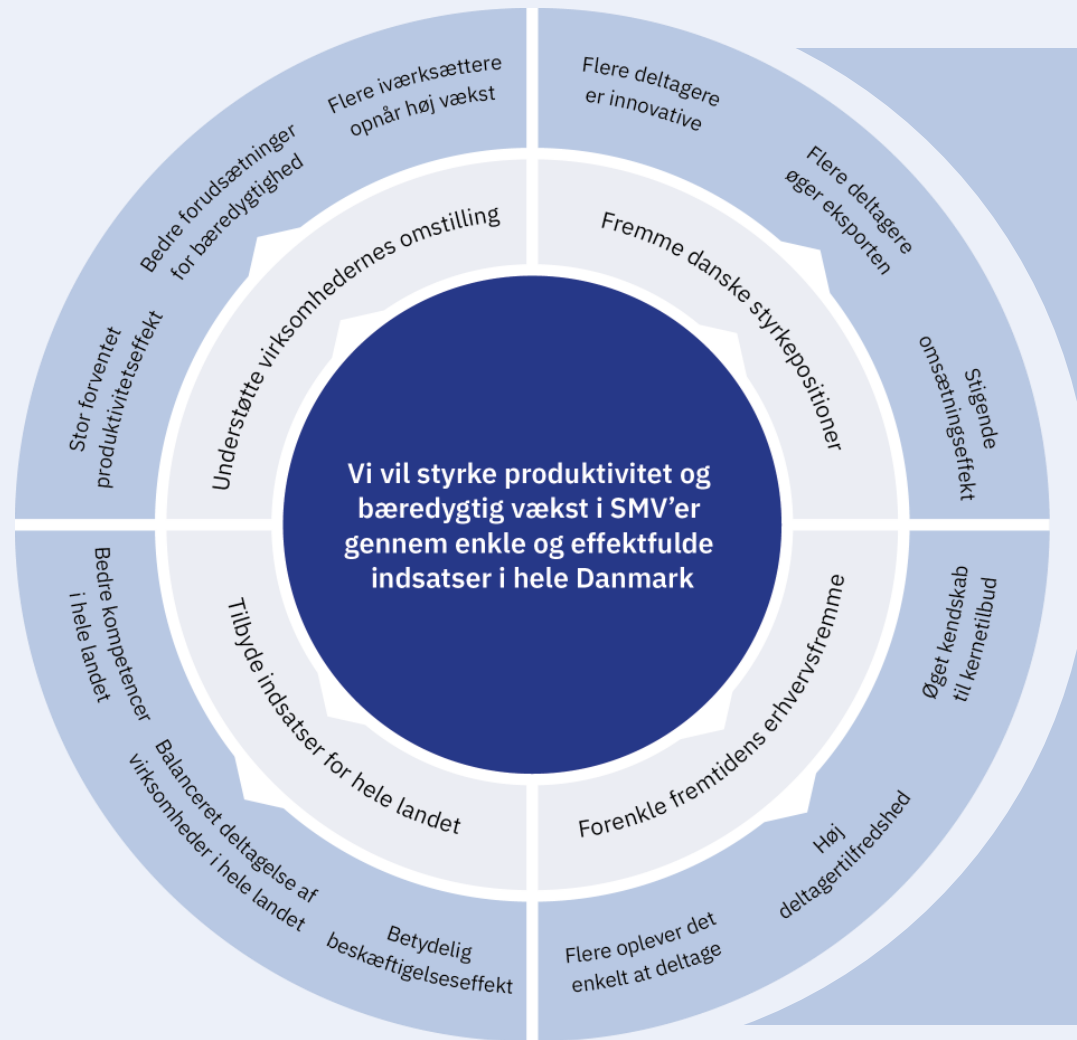 Vi vil styrke produktivitet og
bæredygtig vækst i SMV’er
gennem enkle og effektfulde
indsatser i hele Danmark
Understøtte virksomhedernes omstilling
Stor forventet
produktivitetseffekt
Bedre forudsætninger
for bæredygtighed
Flere iværksættere
opnår høj vækst
Fremme danske styrkepositioner
Flere deltagere
er innovative
Flere deltagere
øger eksporten
Stigende
omsætningseffekt
Forenkle fremtidens erhvervsfremme
Øget kendskab
til kernetilbud
Høj
deltagertilfredshed
Flere oplever det
enkelt at deltage
Tilbyde indsatser for hele landet
Bedre kompetencer
i hele landet
Balanceret deltagelse af
virksomheder i hele landet
Betydelig
beskæftigelseseffekt